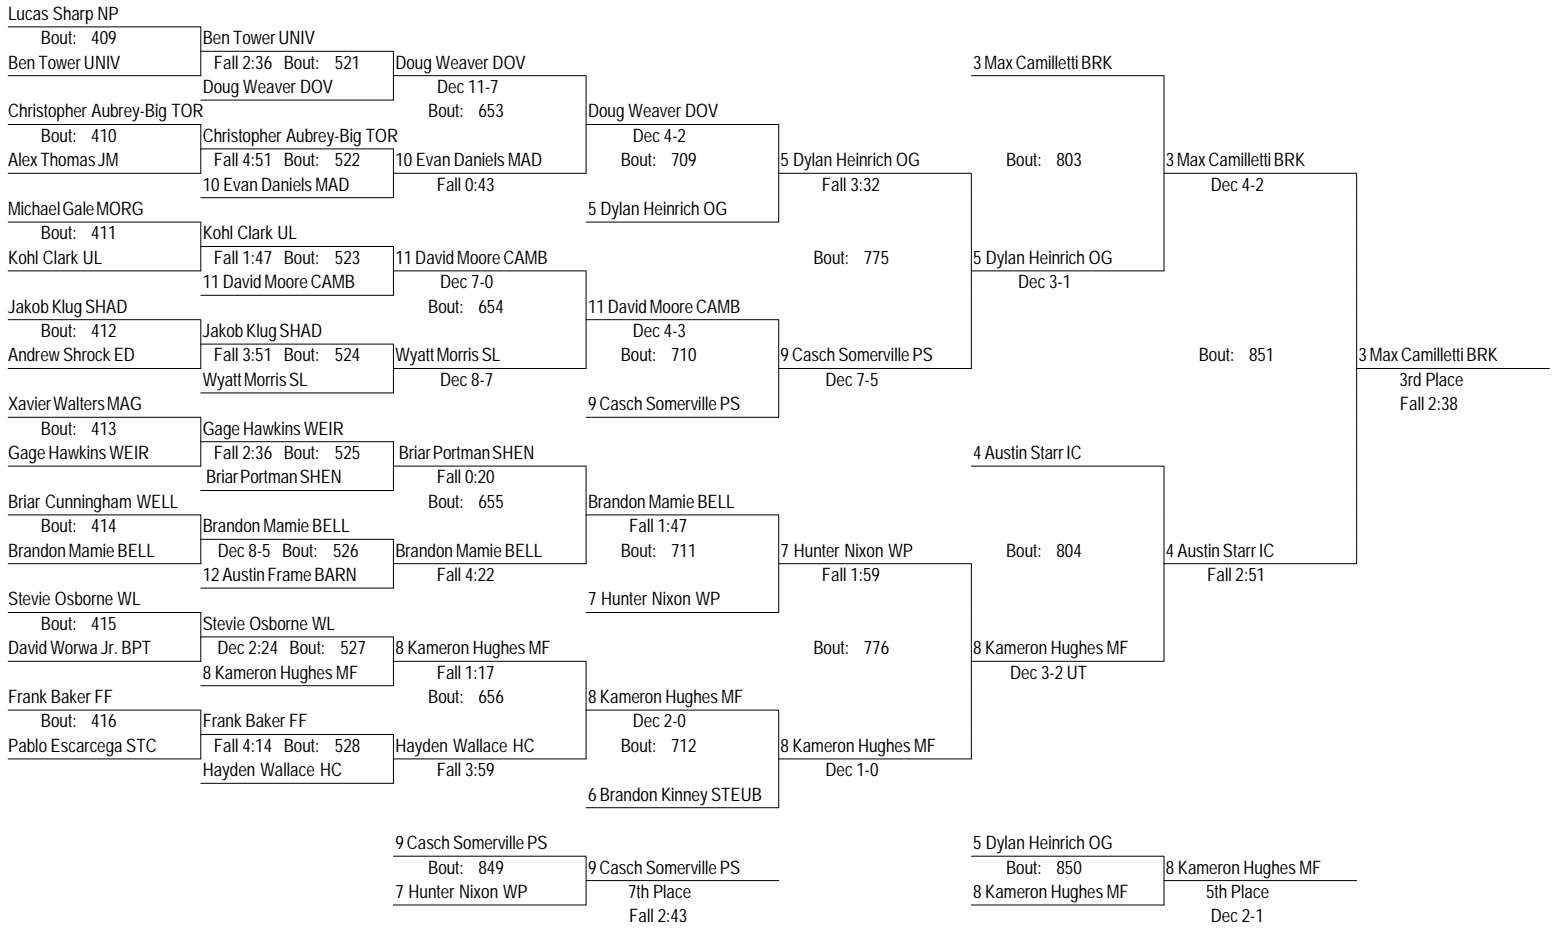 Lucas Sharp NP
Bout: 409
Ben Tower UNIV
Ben Tower UNIV
Fall 2:36 Bout: 521
Doug Weaver DOV
Doug Weaver DOV
Dec 11-7
Bout: 653
Christopher Aubrey-Big TOR
Bout: 410
Alex Thomas JM
Christopher Aubrey-Big TOR
Fall 4:51 Bout: 522
10 Evan Daniels MAD
10 Evan Daniels MAD
Fall 0:43
Doug Weaver DOV
Dec 4-2
Bout: 709
5 Dylan Heinrich OG
5 Dylan Heinrich OG
Fall 3:32
Michael Gale MORG
Bout: 411
Kohl Clark UL
Kohl Clark UL
Fall 1:47 Bout: 523
11 David Moore CAMB
11 David Moore CAMB
Dec 7-0
Bout: 654
Jakob Klug SHAD
Bout: 412
Andrew Shrock ED
Jakob Klug SHAD
Fall 3:51 Bout: 524
Wyatt Morris SL
Wyatt Morris SL
Dec 8-7
11 David Moore CAMB
Dec 4-3
Bout: 710
9 Casch Somerville PS
9 Casch Somerville PS
Dec 7-5
Bout: 775
3 Max Camilletti BRK
Bout: 803
5 Dylan Heinrich OG
Dec 3-1
3 Max Camilletti BRK
Dec 4-2
Xavier Walters MAG
Bout: 413
Gage Hawkins WEIR
Gage Hawkins WEIR
Fall 2:36 Bout: 525
Briar Portman SHEN
Briar Portman SHEN
Fall 0:20
Bout: 655
Briar Cunningham WELL
Bout: 414
Brandon Mamie BELL
Brandon Mamie BELL
Dec 8-5 Bout: 526
12 Austin Frame BARN
Brandon Mamie BELL
Fall 4:22
Brandon Mamie BELL
Fall 1:47
Bout: 711
7 Hunter Nixon WP
7 Hunter Nixon WP
Fall 1:59
Stevie Osborne WL
Bout: 415
David Worwa Jr. BPT
Stevie Osborne WL
Dec 2:24 Bout: 527
8 Kameron Hughes MF
8 Kameron Hughes MF
Fall 1:17
Bout: 656
Frank Baker FF
Bout: 416
Pablo Escarcega STC
Frank Baker FF
Fall 4:14 Bout: 528
Hayden Wallace HC
Hayden Wallace HC
Fall 3:59
8 Kameron Hughes MF
Dec 2-0
Bout: 712
6 Brandon Kinney STEUB
8 Kameron Hughes MF
Dec 1-0
Bout: 776
4 Austin Starr IC
Bout: 804
8 Kameron Hughes MF
Dec 3-2 UT
4 Austin Starr IC
Fall 2:51
Bout: 851
3 Max Camilletti BRK
3rd Place
Fall 2:38
9 Casch Somerville PS
Bout: 849
7 Hunter Nixon WP
9 Casch Somerville PS
7th Place
Fall 2:43
5 Dylan Heinrich OG
Bout: 850
8 Kameron Hughes MF
8 Kameron Hughes MF
5th Place
Dec 2-1